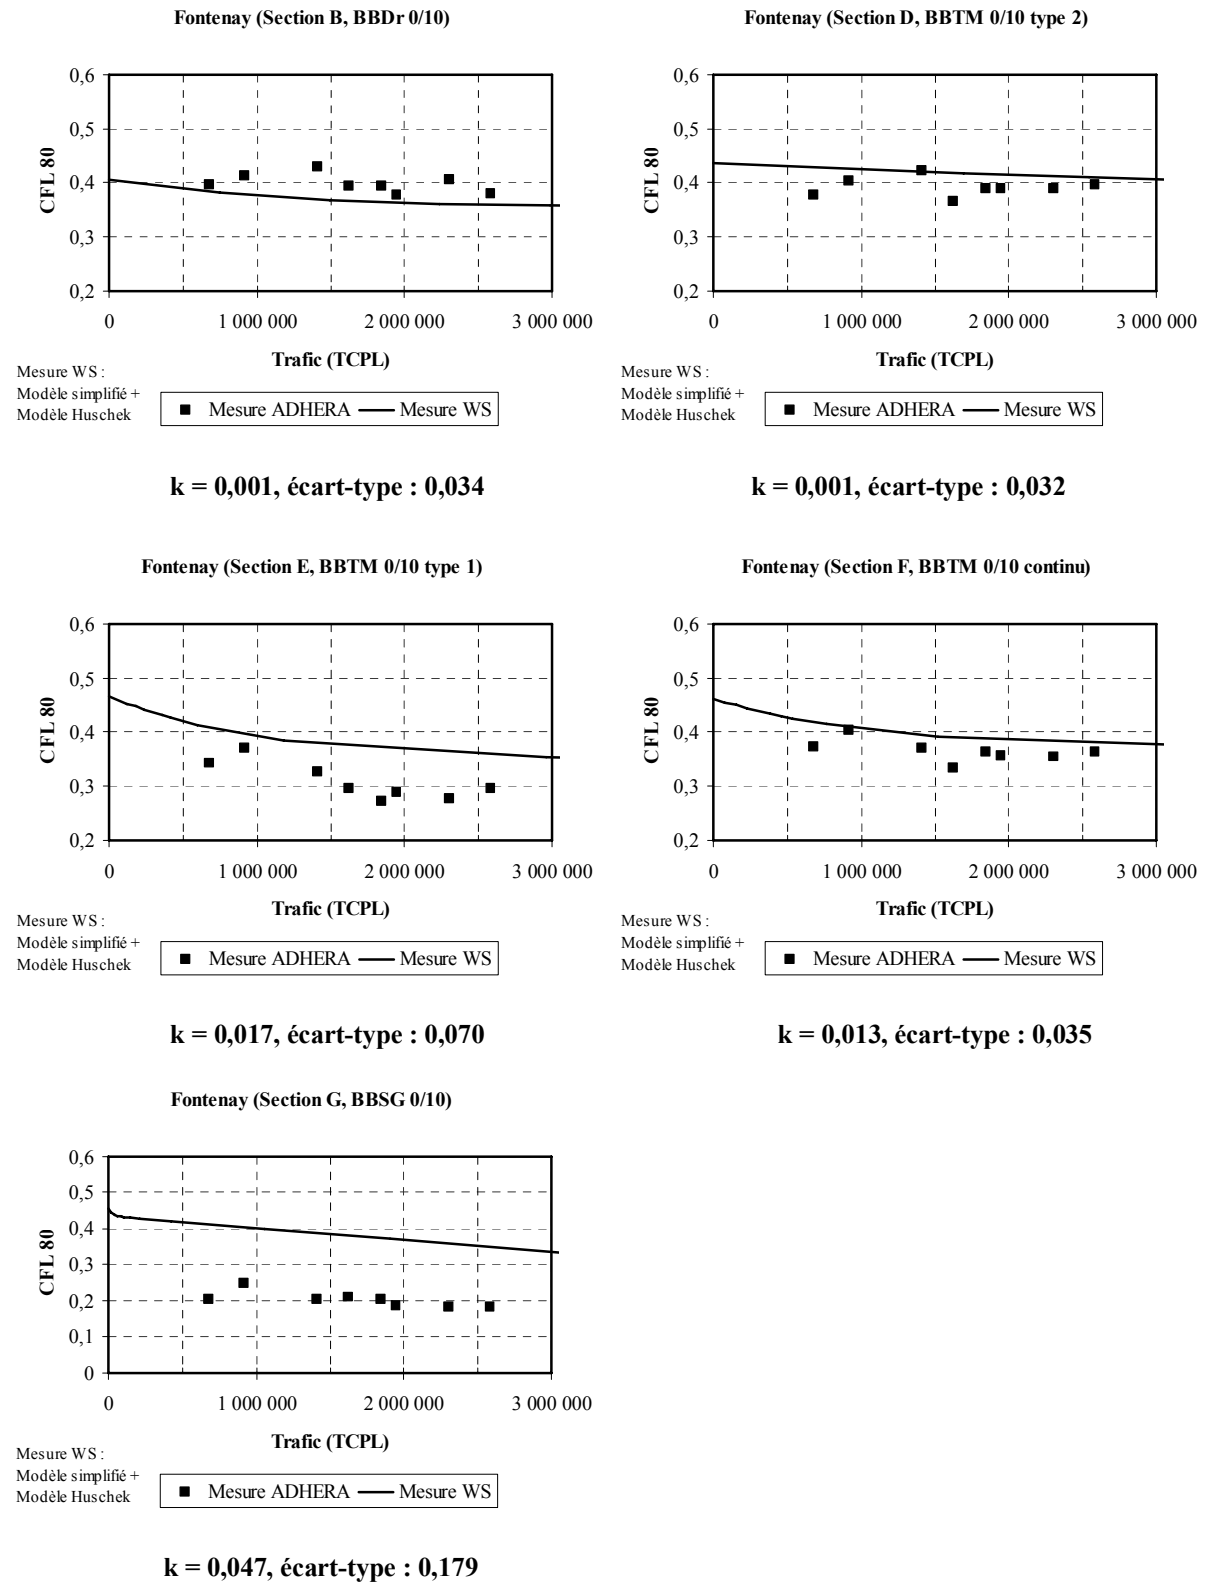 Fontenay (Section B, BBDr 0/10)
0,6
0,5
0,4
0,3
0,2
CFL 80
0 1 000 000 2 000 000 3 000 000
Trafic (TCPL)
Mesure WS :
Modèle simplifié +
Modèle Huschek
Mesure ADHERA Mesure WS
k = 0,001, écart-type : 0,034
Fontenay (Section D, BBTM 0/10 type 2)
0,6
0,5
0,4
0,3
0,2
CFL 80
0 1 000 000 2 000 000 3 000 000
Trafic (TCPL)
Mesure WS :
Modèle simplifié +
Modèle Huschek
Mesure ADHERA Mesure WS
k = 0,001, écart-type : 0,032
Fontenay (Section E, BBTM 0/10 type 1)
0,6
0,5
0,4
0,3
0,2
CFL 80
0 1 000 000 2 000 000 3 000 000
Trafic (TCPL)
Mesure WS :
Modèle simplifié +
Modèle Huschek
Mesure ADHERA Mesure WS
k = 0,017, écart-type : 0,070
Fontenay (Section F, BBTM 0/10 continu)
0,6
0,5
0,4
0,3
0,2
CFL 80
0 1 000 000 2 000 000 3 000 000
Trafic (TCPL)
Mesure WS :
Modèle simplifié +
Modèle Huschek
Mesure ADHERA Mesure WS
k = 0,013, écart-type : 0,035
Fontenay (Section G, BBSG 0/10)
0,6
0,5
0,4
0,3
0,2
0,1
0
CFL 80
0 1 000 000 2 000 000 3 000 000
Trafic (TCPL)
Mesure WS :
Modèle simplifié +
Modèle Huschek
Mesure ADHERA Mesure WS
k = 0,047, écart-type : 0,179